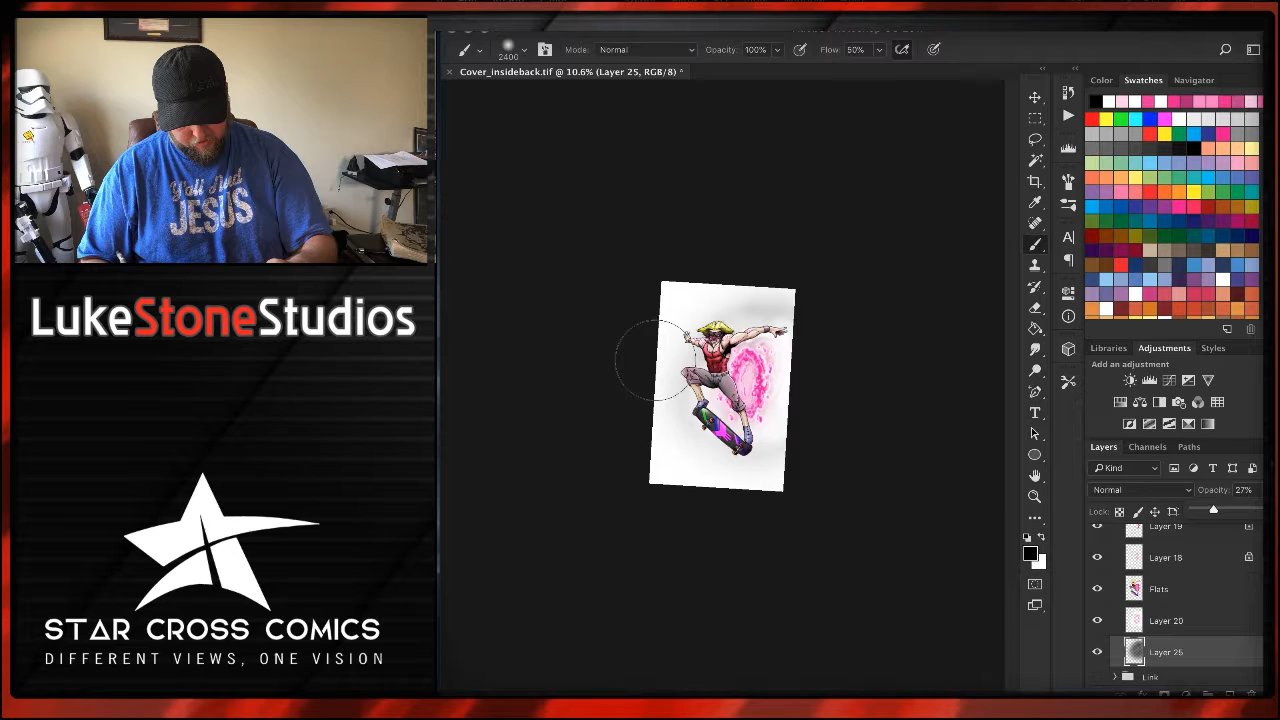 2400
Mode: Normal
Opacity: 100%
Flow: 50%
× Cover_insideback.tif @ 10.6% (Layer 25, RGB/8) *
Color Swatches Navigator
Y'all Need
JESUS
LukeStoneStudios
Libraries Adjustments Styles
Add an adjustment
Layers Channels Paths
Kind
Normal
Opacity: 27%
Lock:
Layer 19
Layer 18
Flats
Layer 20
Layer 25
Link
STAR CROSS COMICS
DIFFERENT VIEWS, ONE VISION